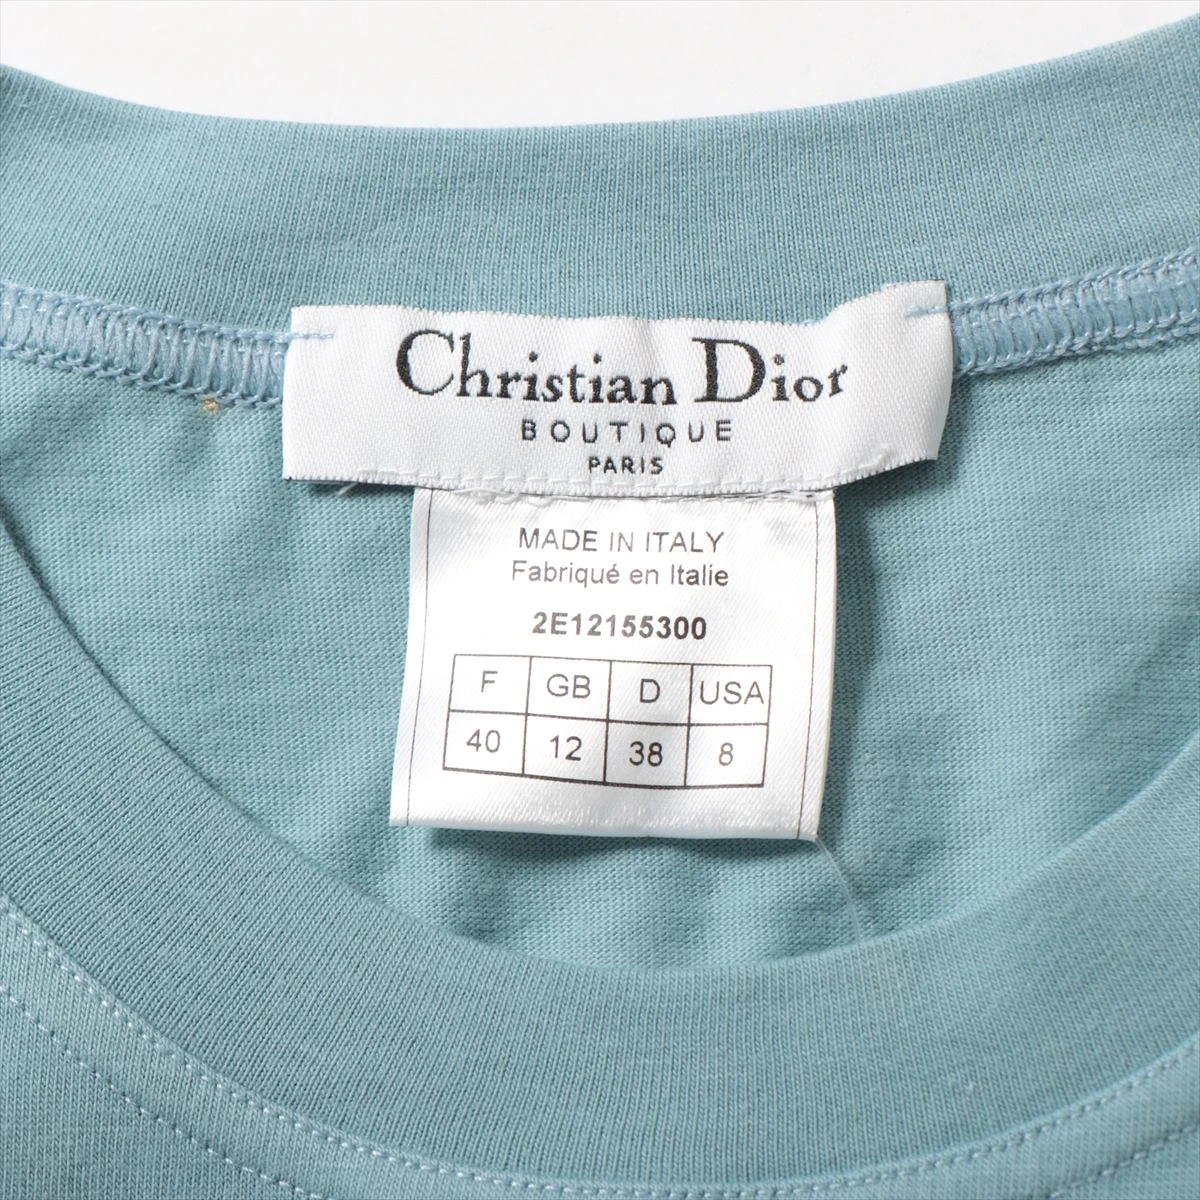 Christian Dior
BOUTIQUE
PARIS
MADE IN ITALY
Fabriqué en Italie
2E12155300
F GB D USA
40 12 38 8